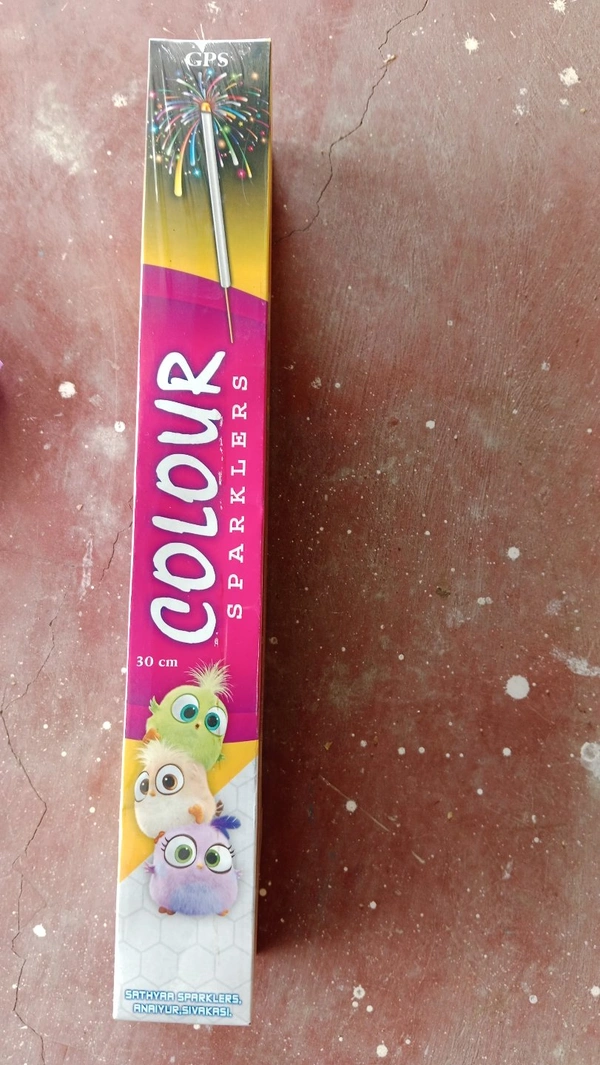 GPS
COLOUR
SPARKLERS
30 cm
SATHYAA SPARKLERS,
ANAIYUR,SIVAKASI.